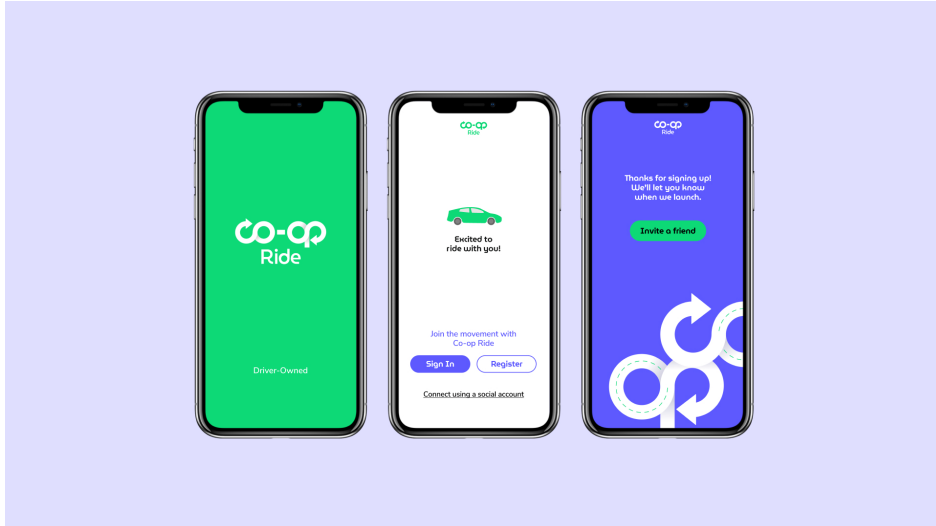 co-op
Ride
Driver-Owned
co-op
Ride
Excited to
ride with you!
Join the movement with
Co-op Ride
Sign In
Register
Connect using a social account
co-op
Ride
Thanks for signing up!
We'll let you know
when we launch.
Invite a friend